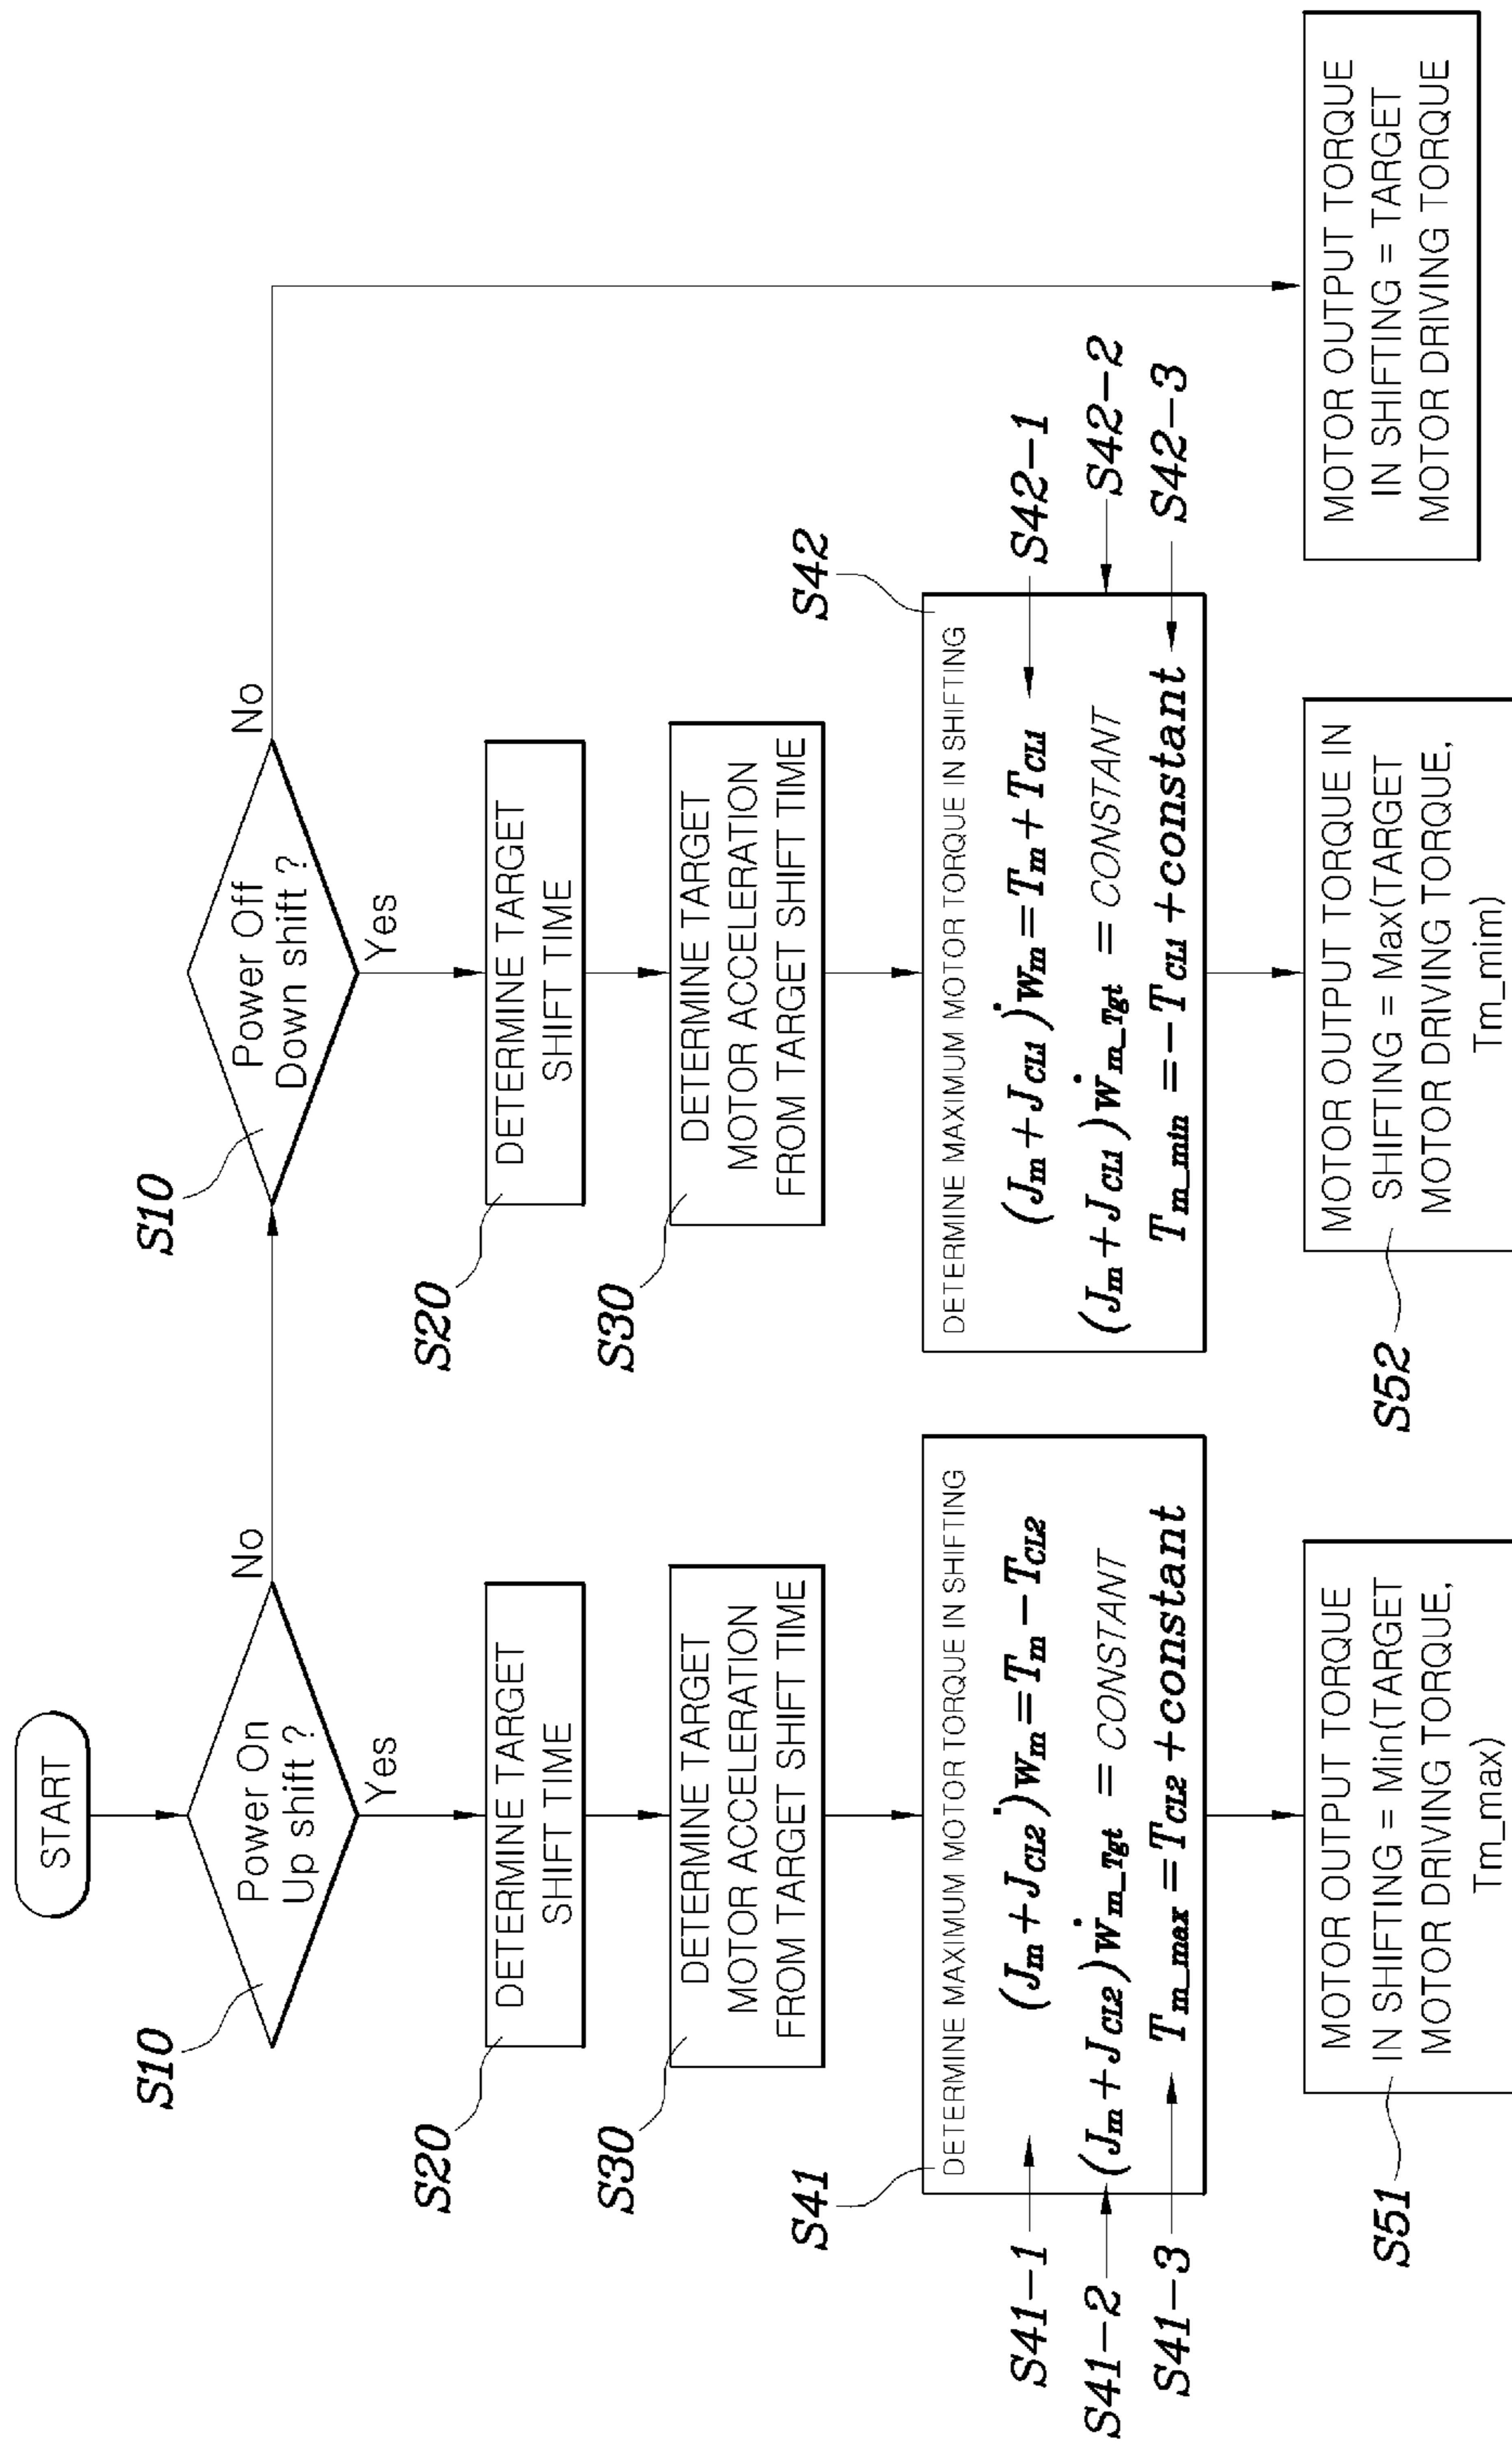 START
S10
Power On
Up shift ?
No
Yes
S20
DETERMINE TARGET
SHIFT TIME
S30
DETERMINE TARGET
MOTOR ACCELERATION
FROM TARGET SHIFT TIME
S41
DETERMINE MAXIMUM MOTOR TORQUE IN SHIFTING
S41-1
(Jm+JCL2)ẇm=Tm−TCL2
S41-2
(Jm+JCL2)ẇm_Tgt = CONSTANT
S41-3
Tm_max=TCL2+constant
S51
MOTOR OUTPUT TORQUE
IN SHIFTING = Min(TARGET
MOTOR DRIVING TORQUE,
Tm_max)
S10
Power Off
Down shift ?
No
Yes
S20
DETERMINE TARGET
SHIFT TIME
S30
DETERMINE TARGET
MOTOR ACCELERATION
FROM TARGET SHIFT TIME
S42
DETERMINE MAXIMUM MOTOR TORQUE IN SHIFTING
(Jm+JCL1)ẇm=Tm+TCL1
S42-1
(Jm+JCL1)ẇm_Tgt = CONSTANT
S42-2
Tm_min=−TCL1+constant
S42-3
S52
MOTOR OUTPUT TORQUE IN
SHIFTING = Max(TARGET
MOTOR DRIVING TORQUE,
Tm_mim)
MOTOR OUTPUT TORQUE
IN SHIFTING = TARGET
MOTOR DRIVING TORQUE